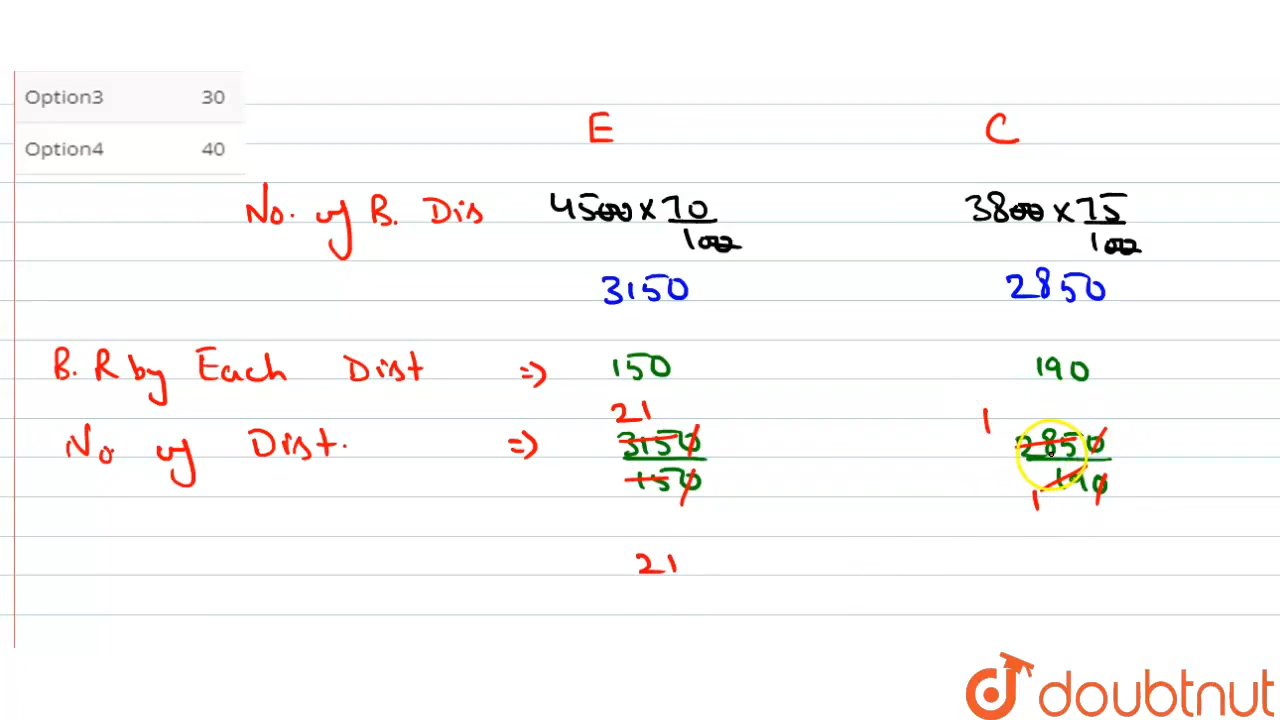 Option3 30
Option4 40
E C
No. of B. Dis 4500 × 70/100 3800 × 75/100
3150 2850
B. R by Each Dist => 150 190
21 1
No of Dist. => 3150/150 2850/190
1
21
doubtnut